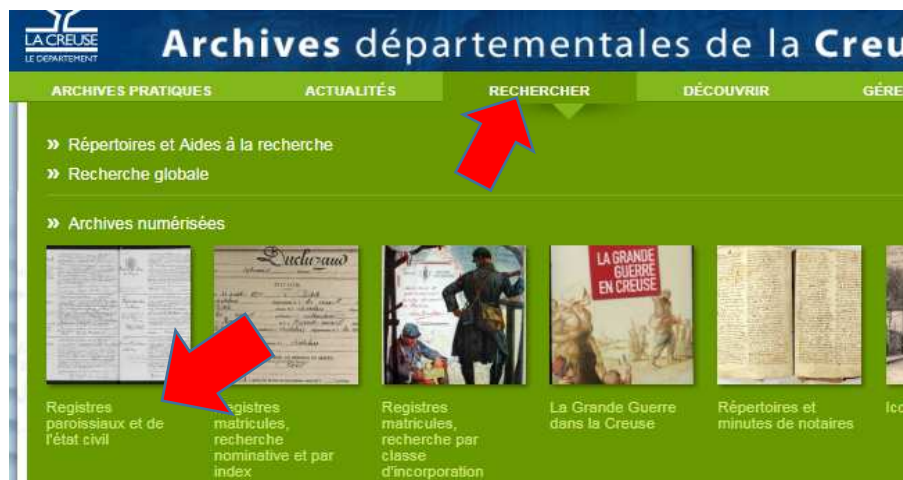 LA CREUSE
LE DEPARTEMENT
Archives départementales de la Creu
ARCHIVES PRATIQUES ACTUALITÉS RECHERCHER DÉCOUVRIR GÉRE
» Répertoires et Aides à la recherche
» Recherche globale
» Archives numérisées
Ducluzaud
LA GRANDE
GUERRE
EN CREUSE
Registres
paroissiaux et de
l'état civil
Registres
matricules,
recherche
nominative et par
index
Registres
matricules,
recherche par
classe
d'incorporation
La Grande Guerre
dans la Creuse
Répertoires et
minutes de notaires
Ico